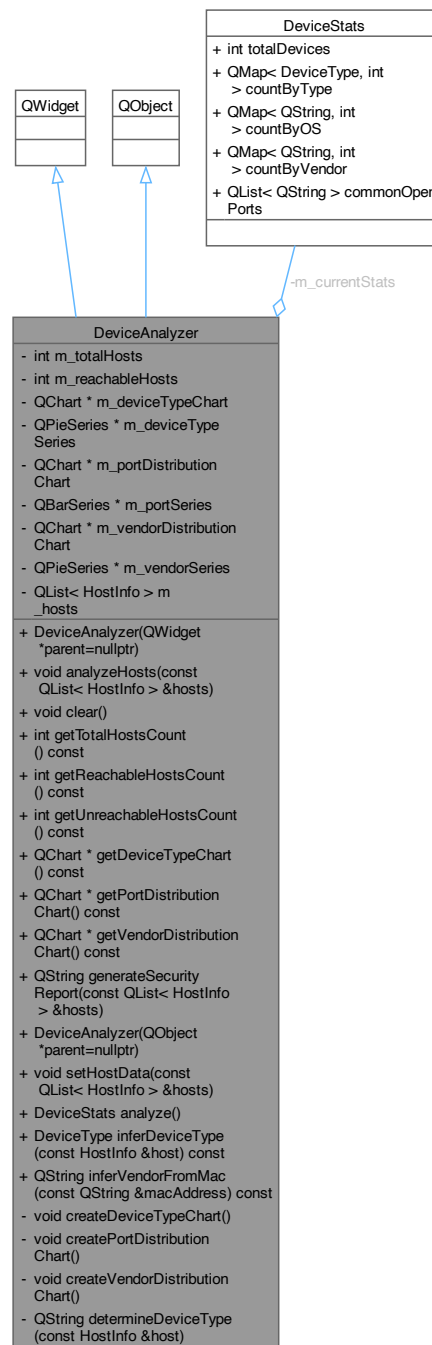 DeviceStats
+ int totalDevices
+ QMap< DeviceType, int
> countByType
+ QMap< QString, int
> countByOS
+ QMap< QString, int
> countByVendor
+ QList< QString > commonOpen
Ports
QWidget
QObject
-m_currentStats
DeviceAnalyzer
- int m_totalHosts
- int m_reachableHosts
- QChart * m_deviceTypeChart
- QPieSeries * m_deviceType
Series
- QChart * m_portDistribution
Chart
- QBarSeries * m_portSeries
- QChart * m_vendorDistribution
Chart
- QPieSeries * m_vendorSeries
- QList< HostInfo > m
_hosts
+ DeviceAnalyzer(QWidget
*parent=nullptr)
+ void analyzeHosts(const
QList< HostInfo > &hosts)
+ void clear()
+ int getTotalHostsCount
() const
+ int getReachableHostsCount
() const
+ int getUnreachableHostsCount
() const
+ QChart * getDeviceTypeChart
() const
+ QChart * getPortDistribution
Chart() const
+ QChart * getVendorDistribution
Chart() const
+ QString generateSecurity
Report(const QList< HostInfo
> &hosts)
+ DeviceAnalyzer(QObject
*parent=nullptr)
+ void setHostData(const
QList< HostInfo > &hosts)
+ DeviceStats analyze()
+ DeviceType inferDeviceType
(const HostInfo &host) const
+ QString inferVendorFromMac
(const QString &macAddress) const
- void createDeviceTypeChart()
- void createPortDistribution
Chart()
- void createVendorDistribution
Chart()
- QString determineDeviceType
(const HostInfo &host)